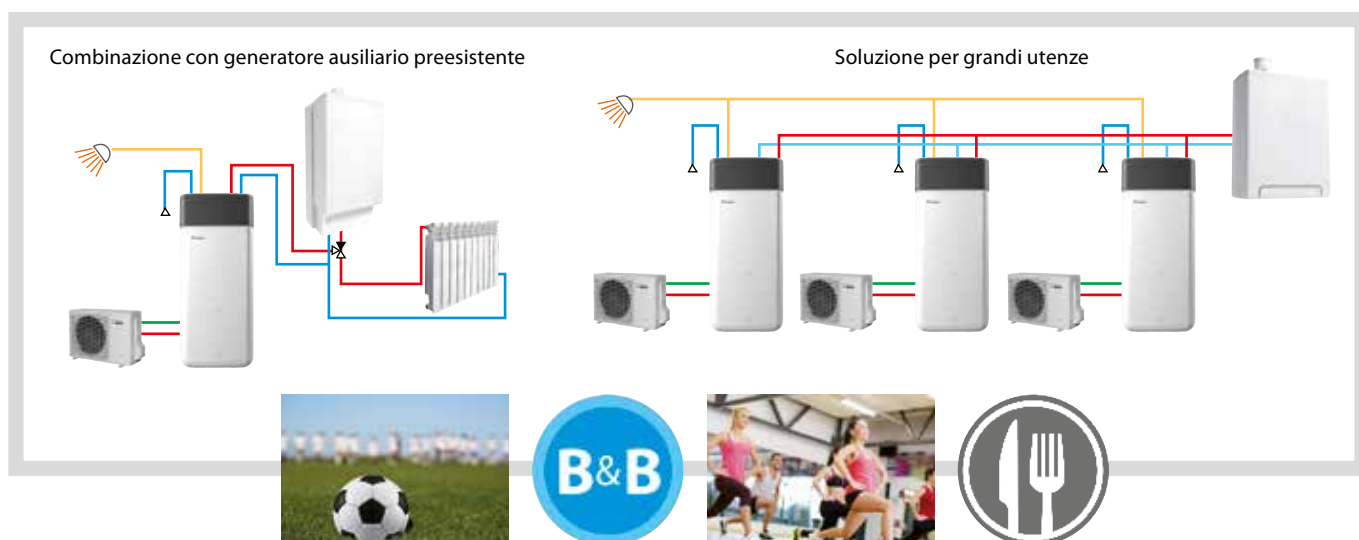 Combinazione con generatore ausiliario preesistente
Soluzione per grandi utenze
B&B